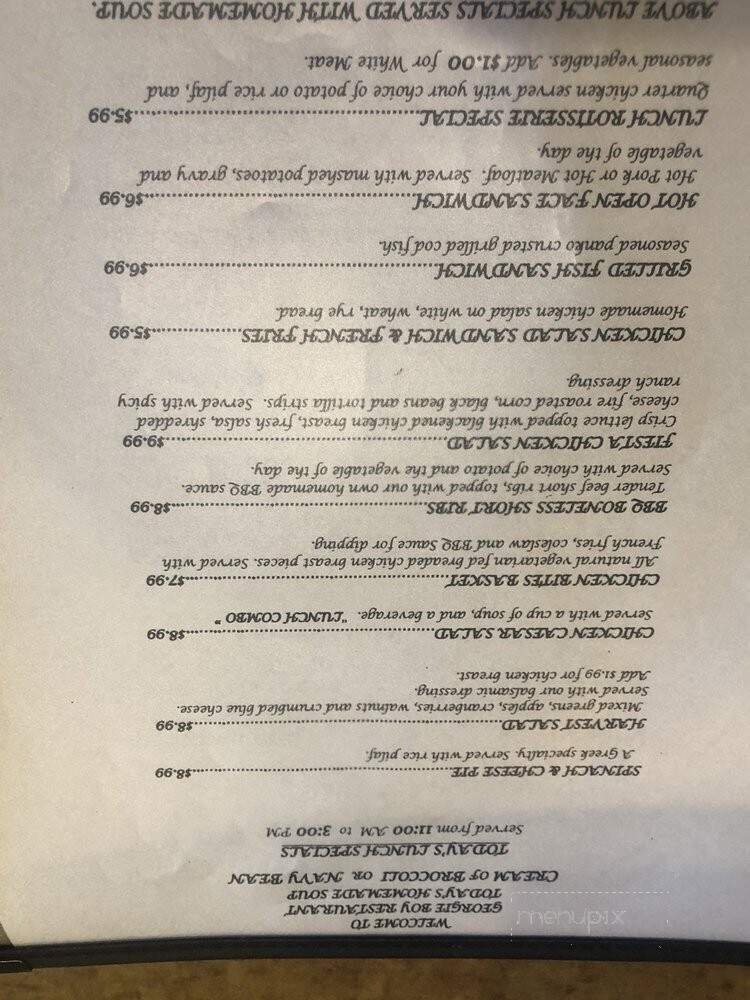 WELCOME TO
GEORGIE BOY RESTAURANT
TODAY'S HOMEMADE SOUP
CREAM OF BROCCOLI OR NAVY BEAN
TODAY'S LUNCH SPECIALS
Served from 11:00 AM to 3:00 PM
SPINACH & CHEESE PIE...............................................$8.99
A Greek specialty. Served with rice pilaf.
HARVEST SALAD...............................................$8.99
Mixed greens, apples, cranberries, walnuts and crumbled blue cheese.
Served with our balsamic dressing.
Add $1.99 for chicken breast.
CHICKEN CAESAR SALAD...............................................$8.99
Served with a cup of soup, and a beverage. "LUNCH COMBO"
CHICKEN BITES BASKET...............................................$7.99
All natural vegetarian fed breaded chicken breast pieces. Served with
French fries, coleslaw and BBQ Sauce for dipping.
BBQ BONELESS SHORT RIBS...............................................$8.99
Tender beef short ribs, topped with our own homemade BBQ sauce.
Served with choice of potato and the vegetable of the day.
FIESTA CHICKEN SALAD...............................................$9.99
Crisp lettuce topped with blackened chicken breast, fresh salsa, shredded
cheese, fire roasted corn, black beans and tortilla strips. Served with spicy
ranch dressing
CHICKEN SALAD SANDWICH & FRENCH FRIES.................$5.99
Homemade chicken salad on white, wheat, rye bread.
GRILLED FISH SANDWICH...............................................$6.99
Seasoned panko crusted grilled cod fish.
HOT OPEN FACE SANDWICH...............................................$6.99
Hot Pork or Hot Meatloaf. Served with mashed potatoes, gravy and
vegetable of the day.
LUNCH ROTISSERIE SPECIAL...............................................$5.99
Quarter chicken served with your choice of potato or rice pilaf, and
seasonal vegetables. Add $1.00 for White Meat.
ABOVE LUNCH SPECIALS SERVED WITH HOMEMADE SOUP.
menupix